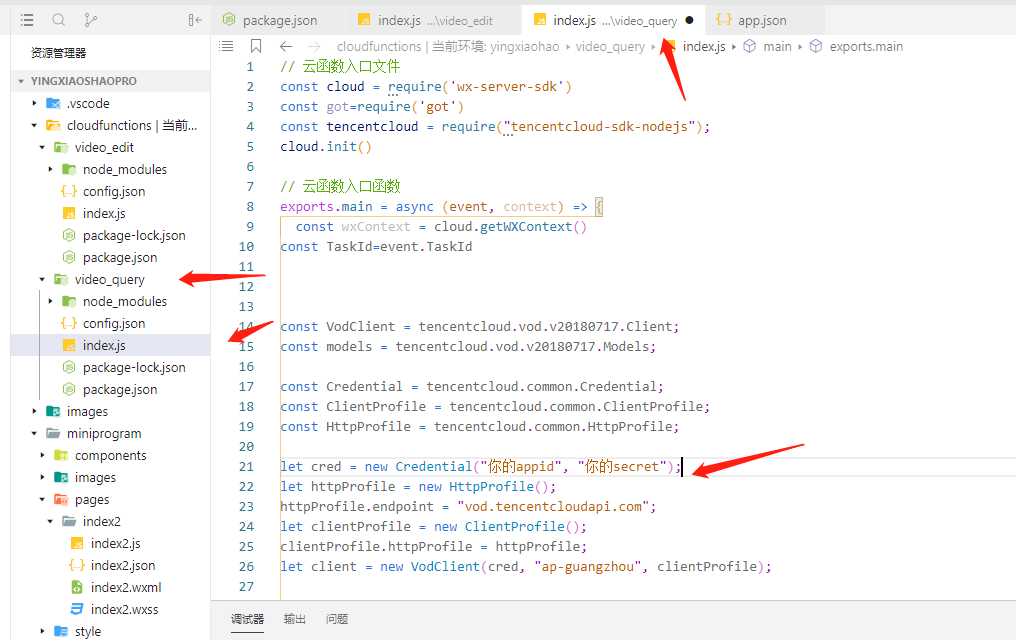 package.json
index.js ...\video_edit
index.js ...\video_query
app.json
资源管理器
cloudfunctions | 当前环境: yingxiaohao
video_query
index.js
main
exports.main
YINGXIAOSHAOPRO
.vscode
cloudfunctions | 当前...
video_edit
node_modules
config.json
index.js
package-lock.json
package.json
video_query
node_modules
config.json
index.js
package-lock.json
package.json
images
miniprogram
components
images
pages
index2
index2.js
index2.json
index2.wxml
index2.wxss
style
1 // 云函数入口文件
2 const cloud = require('wx-server-sdk')
3 const got=require('got')
4 const tencentcloud = require("tencentcloud-sdk-nodejs");
5 cloud.init()
6
7 // 云函数入口函数
8 exports.main = async (event, context) => {
9 const wxContext = cloud.getWXContext()
10 const TaskId=event.TaskId
11
12
13
14 const VodClient = tencentcloud.vod.v20180717.Client;
15 const models = tencentcloud.vod.v20180717.Models;
16
17 const Credential = tencentcloud.common.Credential;
18 const ClientProfile = tencentcloud.common.ClientProfile;
19 const HttpProfile = tencentcloud.common.HttpProfile;
20
21 let cred = new Credential("你的appid", "你的secret");
22 let httpProfile = new HttpProfile();
23 httpProfile.endpoint = "vod.tencentcloudapi.com";
24 let clientProfile = new ClientProfile();
25 clientProfile.httpProfile = httpProfile;
26 let client = new VodClient(cred, "ap-guangzhou", clientProfile);
27
调试器 输出 问题